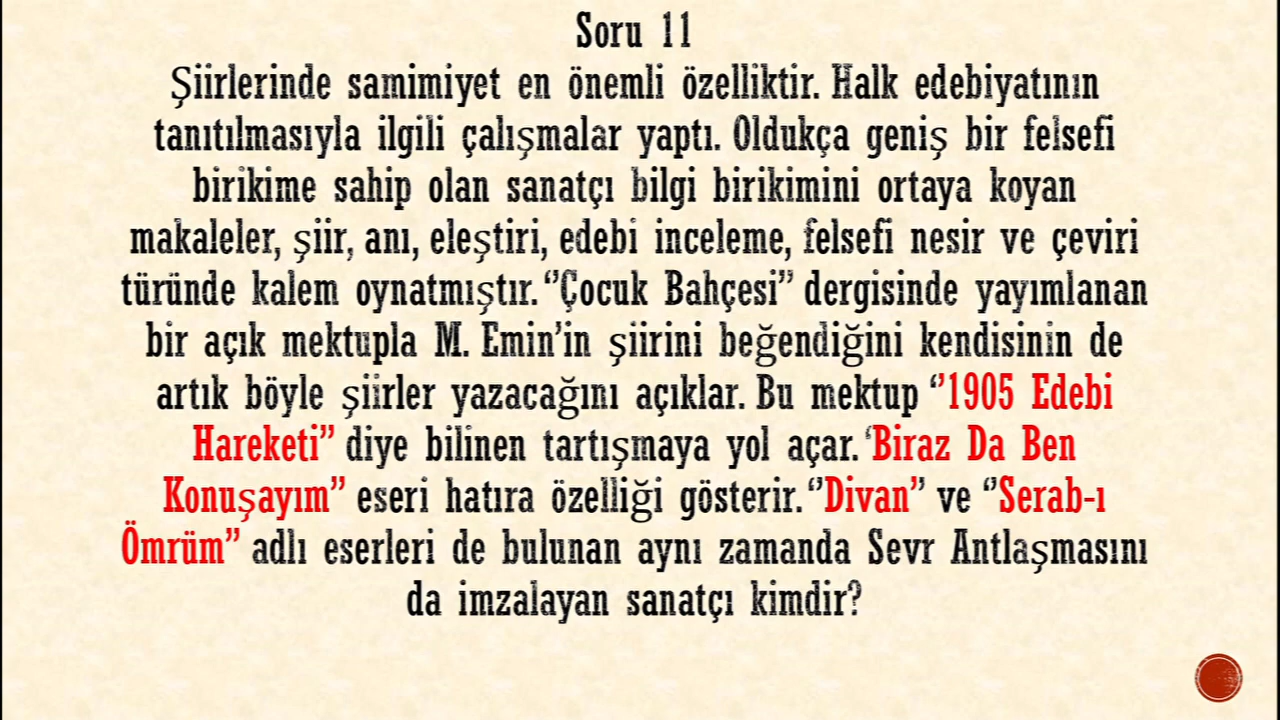 Soru 11
Şiirlerinde samimiyet en önemli özelliktir. Halk edebiyatının
tanıtılmasıyla ilgili çalışmalar yaptı. Oldukça geniş bir felsefi
birikime sahip olan sanatçı bilgi birikimini ortaya koyan
makaleler, şiir, anı, eleştiri, edebi inceleme, felsefi nesir ve çeviri
türünde kalem oynatmıştır. ‘’Çocuk Bahçesi’’ dergisinde yayımlanan
bir açık mektupla M. Emin’in şiirini beğendiğini kendisinin de
artık böyle şiirler yazacağını açıklar. Bu mektup ‘’1905 Edebi
Hareketi’’ diye bilinen tartışmaya yol açar. ‘Biraz Da Ben
Konuşayım’’ eseri hatıra özelliği gösterir. ‘’Divan’’ ve ‘’Serab-ı
Ömrüm’’ adlı eserleri de bulunan aynı zamanda Sevr Antlaşmasını
da imzalayan sanatçı kimdir?